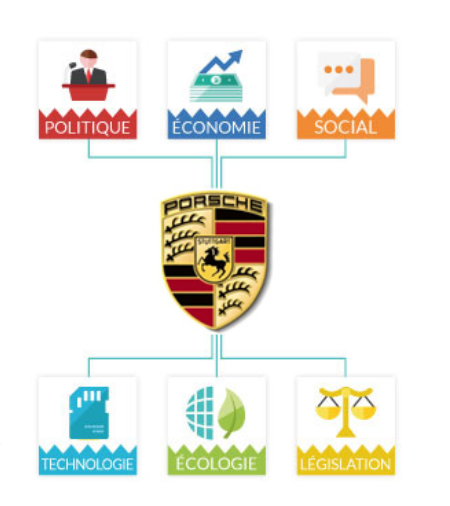 POLITIQUE
ÉCONOMIE
SOCIAL
PORSCHE
STUTTGART
TECHNOLOGIE
ÉCOLOGIE
LÉGISLATION